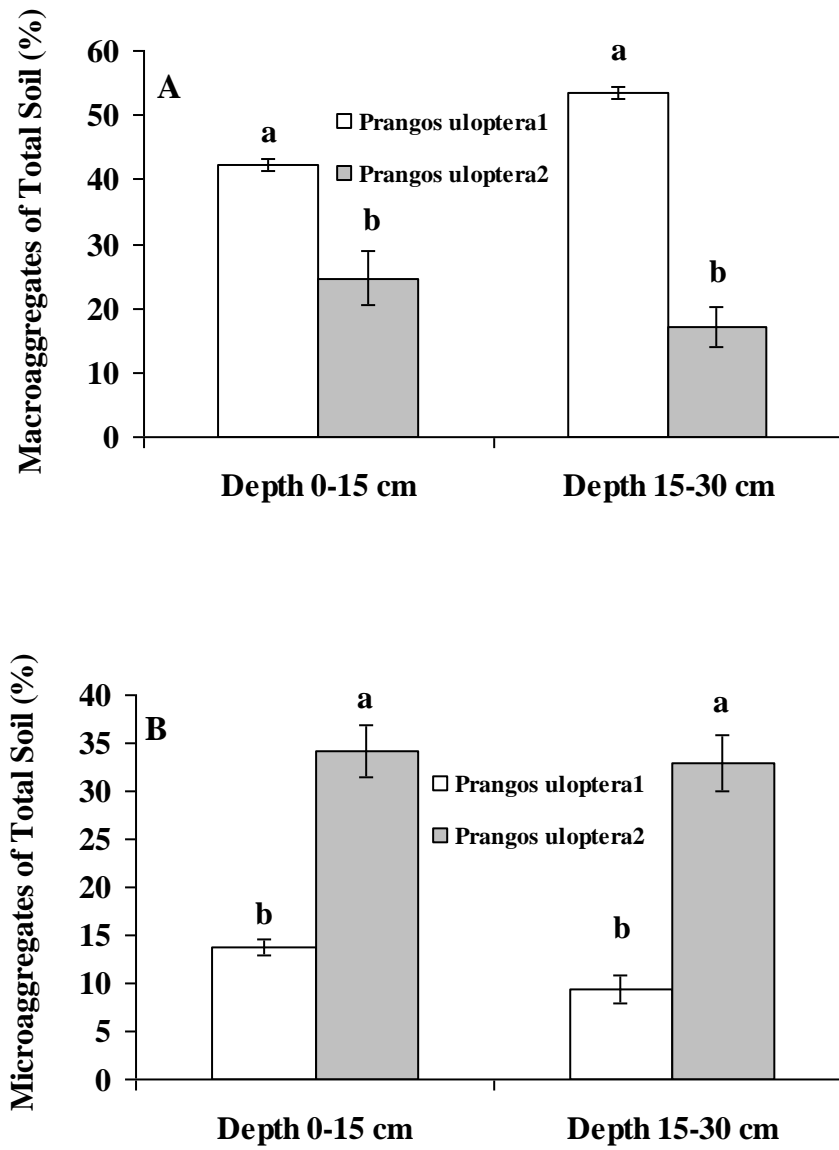 Macroaggregates of Total Soil (%)
60
50
40
30
20
10
0
A
a
b
a
b
Prangos uloptera1
Prangos uloptera2
Depth 0-15 cm
Depth 15-30 cm
Microaggregates of Total Soil (%)
40
35
30
25
20
15
10
5
0
B
b
a
b
a
Prangos uloptera1
Prangos uloptera2
Depth 0-15 cm
Depth 15-30 cm